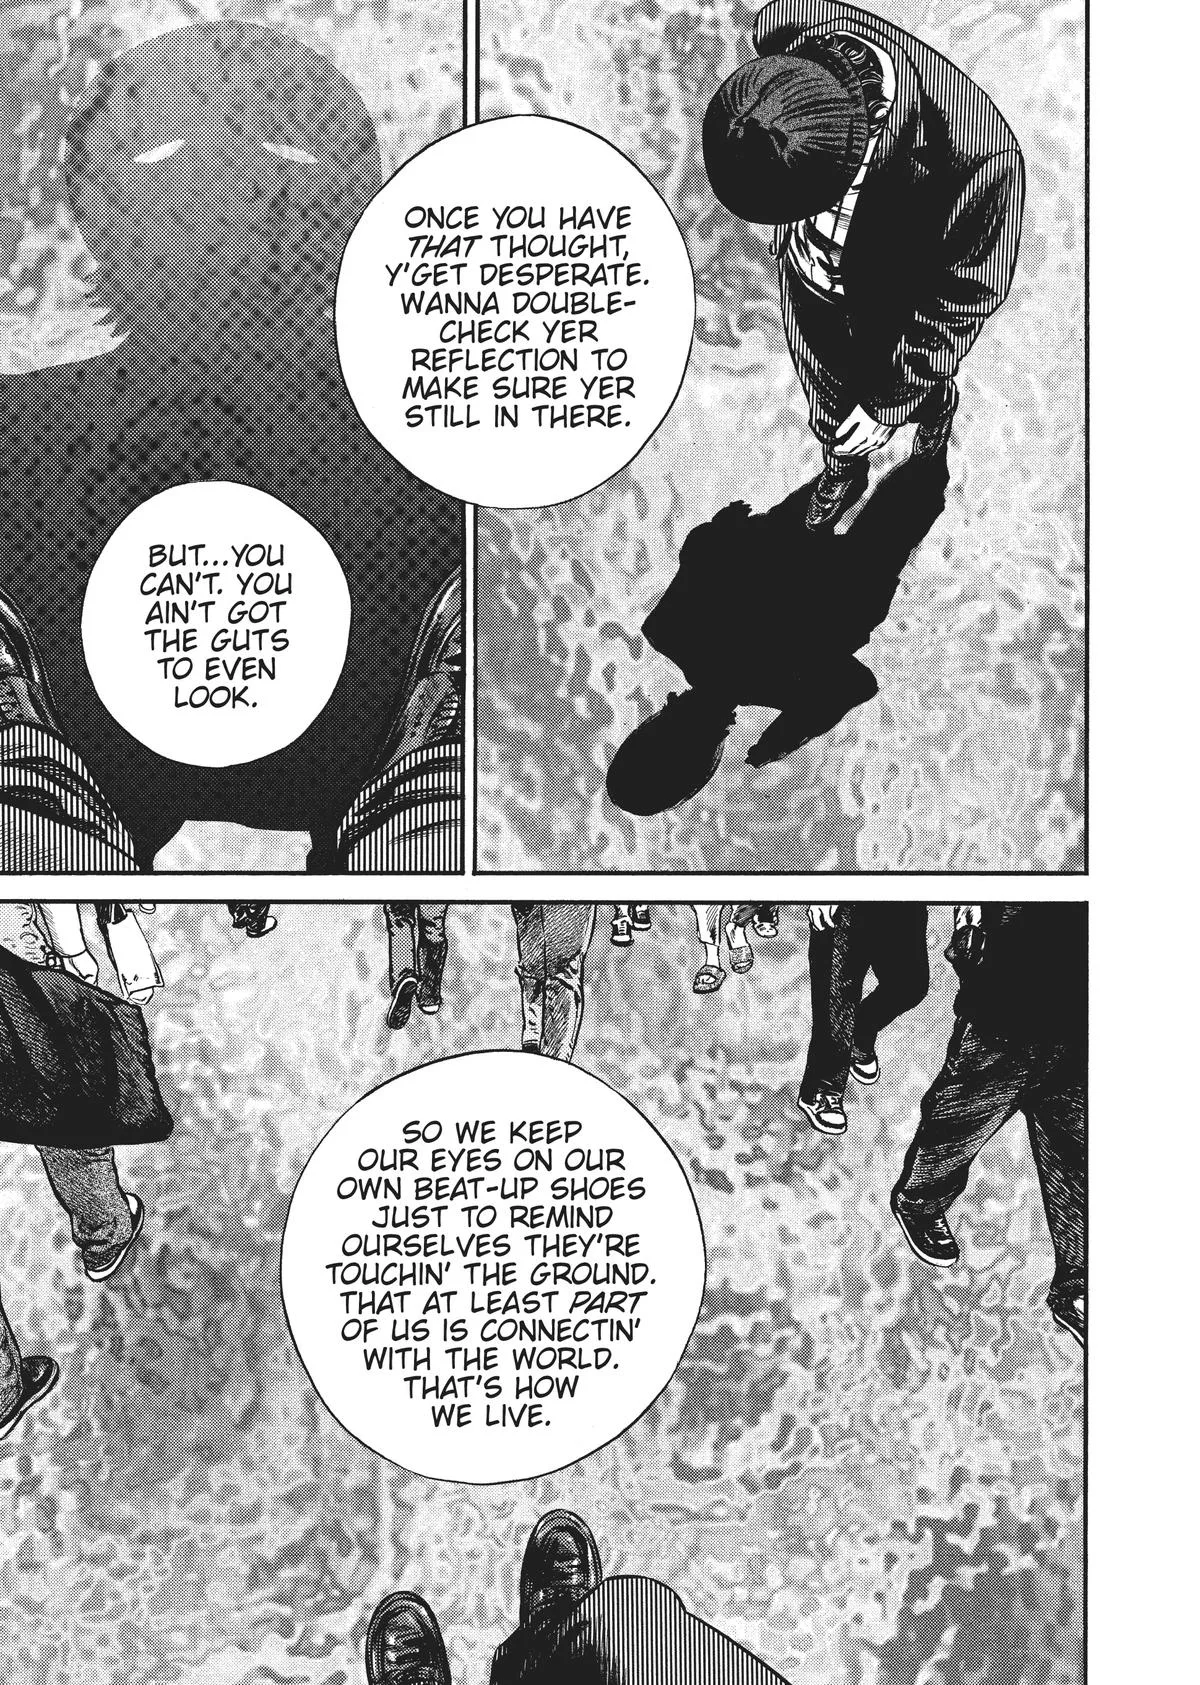 ONCE YOU HAVE
THAT THOUGHT,
Y'GET DESPERATE.
WANNA DOUBLE-
CHECK YER
REFLECTION TO
MAKE SURE YER
STILL IN THERE.
BUT...YOU
CAN'T. YOU
AIN'T GOT
THE GUTS
TO EVEN
LOOK.
SO WE KEEP
OUR EYES ON OUR
OWN BEAT-UP SHOES
JUST TO REMIND
OURSELVES THEY'RE
TOUCHIN' THE GROUND.
THAT AT LEAST PART
OF US IS CONNECTIN'
WITH THE WORLD.
THAT'S HOW
WE LIVE.